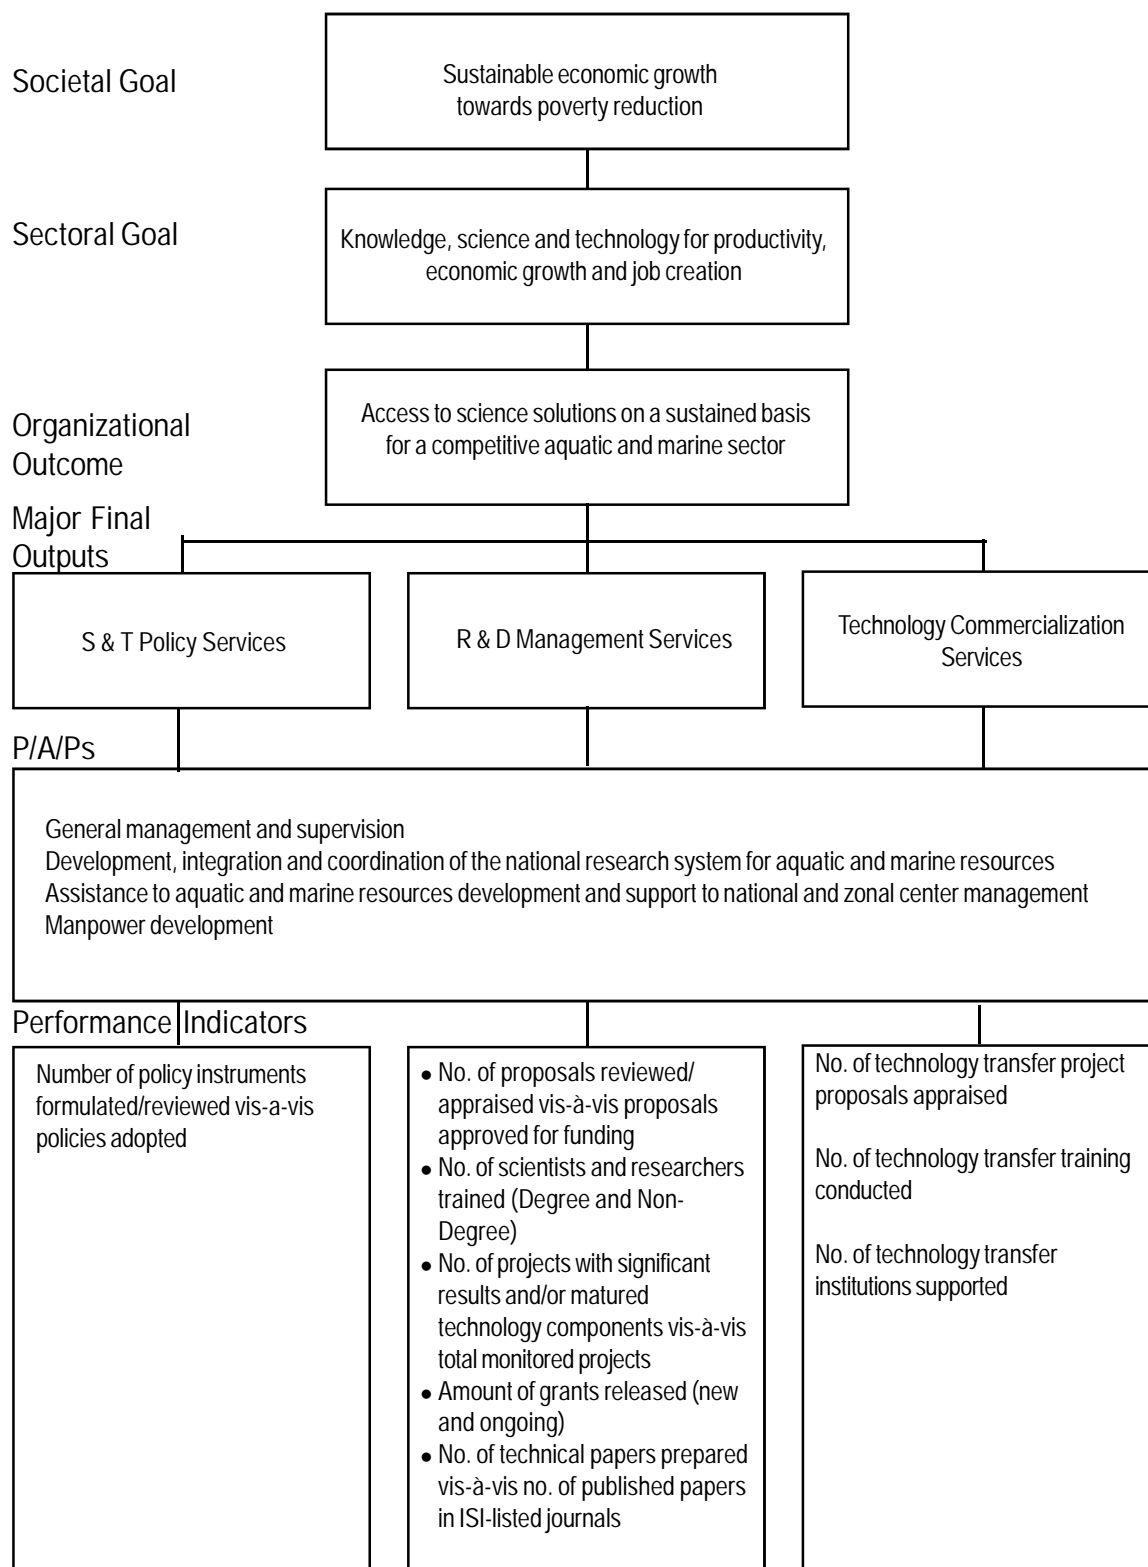 Societal Goal
Sustainable economic growth
towards poverty reduction
Sectoral Goal
Knowledge, science and technology for productivity,
economic growth and job creation
Organizational
Outcome
Access to science solutions on a sustained basis
for a competitive aquatic and marine sector
Major Final
Outputs
S & T Policy Services
R & D Management Services
Technology Commercialization
Services
P/A/Ps
General management and supervision
Development, integration and coordination of the national research system for aquatic and marine resources
Assistance to aquatic and marine resources development and support to national and zonal center management
Manpower development
Performance Indicators
Number of policy instruments
formulated/reviewed vis-a-vis
policies adopted
• No. of proposals reviewed/
appraised vis-à-vis proposals
approved for funding
• No. of scientists and researchers
trained (Degree and Non-
Degree)
• No. of projects with significant
results and/or matured
technology components vis-à-vis
total monitored projects
• Amount of grants released (new
and ongoing)
• No. of technical papers prepared
vis-à-vis no. of published papers
in ISI-listed journals
No. of technology transfer project
proposals appraised
No. of technology transfer training
conducted
No. of technology transfer
institutions supported